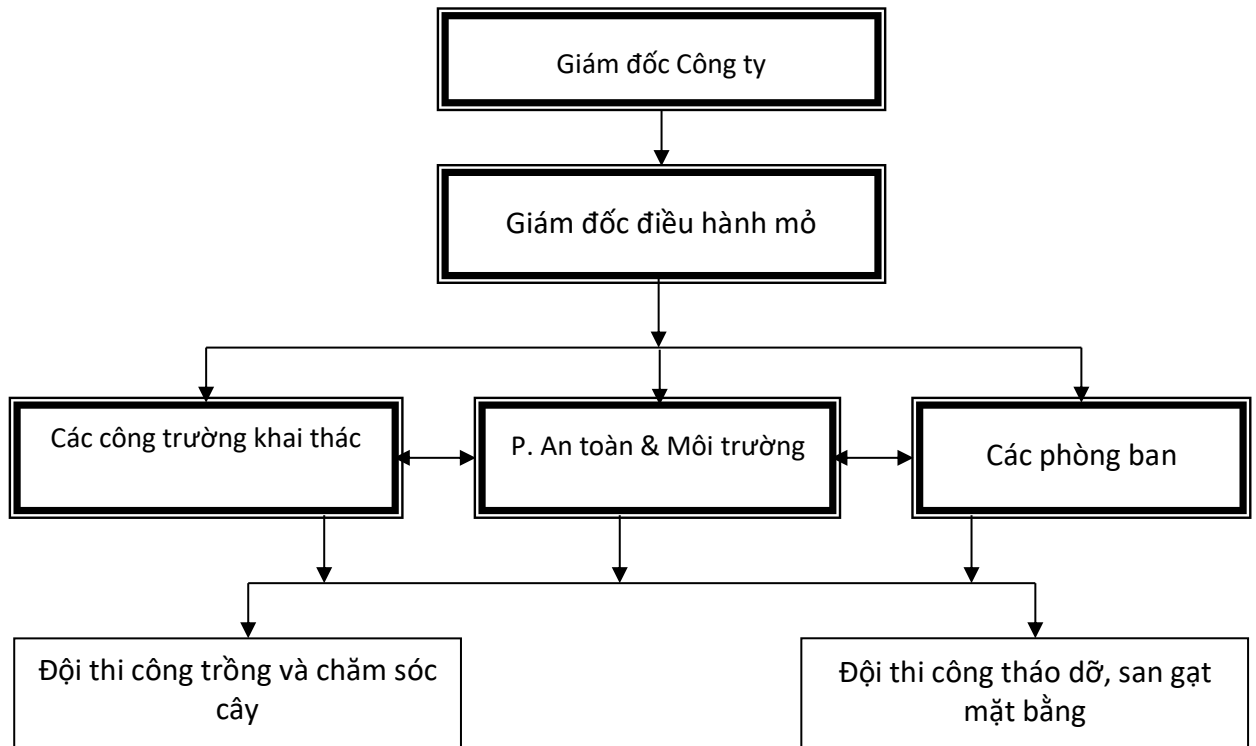 Giám đốc Công ty
Giám đốc điều hành mỏ
Các công trường khai thác
P. An toàn & Môi trường
Các phòng ban
Đội thi công trồng và chăm sóc
cây
Đội thi công tháo dỡ, san gạt
mặt bằng